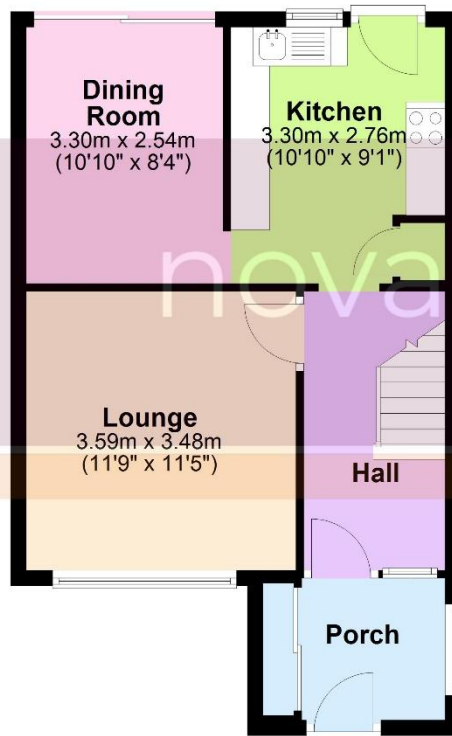 Dining
Room
3.30m x 2.54m
(10'10" x 8'4")
Kitchen
3.30m x 2.76m
(10'10" x 9'1")
nova
Lounge
3.59m x 3.48m
(11'9" x 11'5")
Hall
Porch